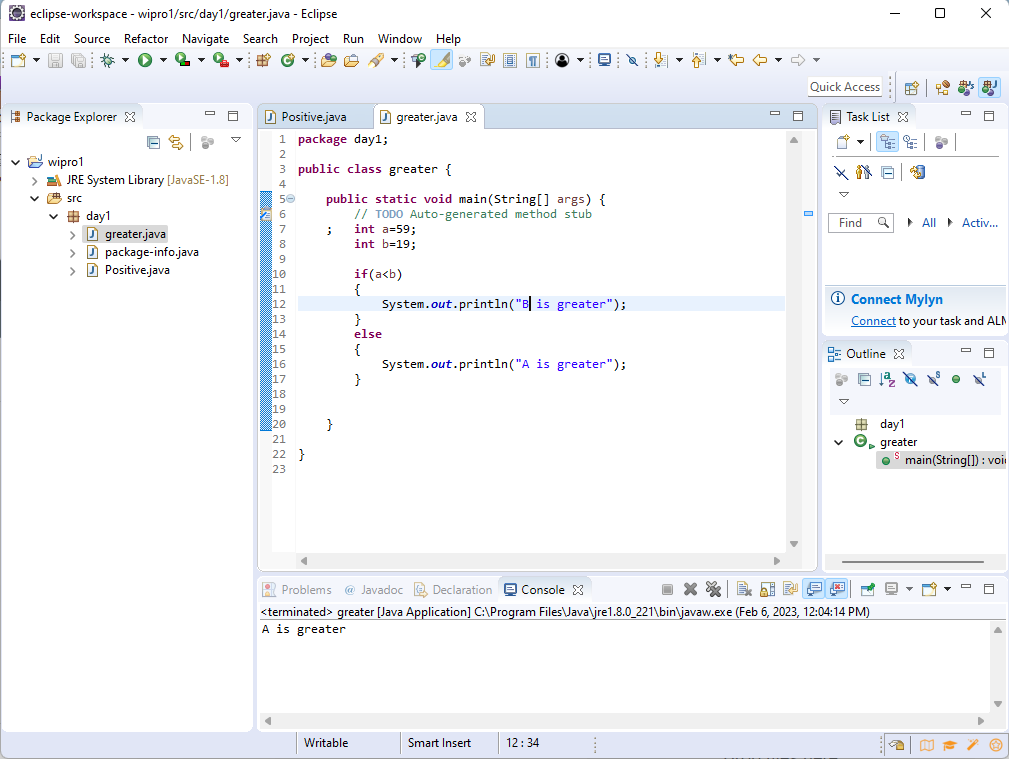 eclipse-workspace - wipro1/src/day1/greater.java - Eclipse
File Edit Source Refactor Navigate Search Project Run Window Help
Quick Access
Package Explorer
wipro1
JRE System Library [JavaSE-1.8]
src
day1
greater.java
package-info.java
Positive.java
Positive.java greater.java
1 package day1;
2
3 public class greater {
4
5 public static void main(String[] args) {
6 // TODO Auto-generated method stub
7 ; int a=59;
8 int b=19;
9
10 if(a<b)
11 {
12 System.out.println("B is greater");
13 }
14 else
15 {
16 System.out.println("A is greater");
17 }
18
19
20 }
21
22 }
23
Task List
Find All Activ...
Connect Mylyn
Connect to your task and ALM
Outline
day1
greater
main(String[]) : voi
Problems @ Javadoc Declaration Console
<terminated> greater [Java Application] C:\Program Files\Java\jre1.8.0_221\bin\javaw.exe (Feb 6, 2023, 12:04:14 PM)
A is greater
Writable Smart Insert 12 : 34